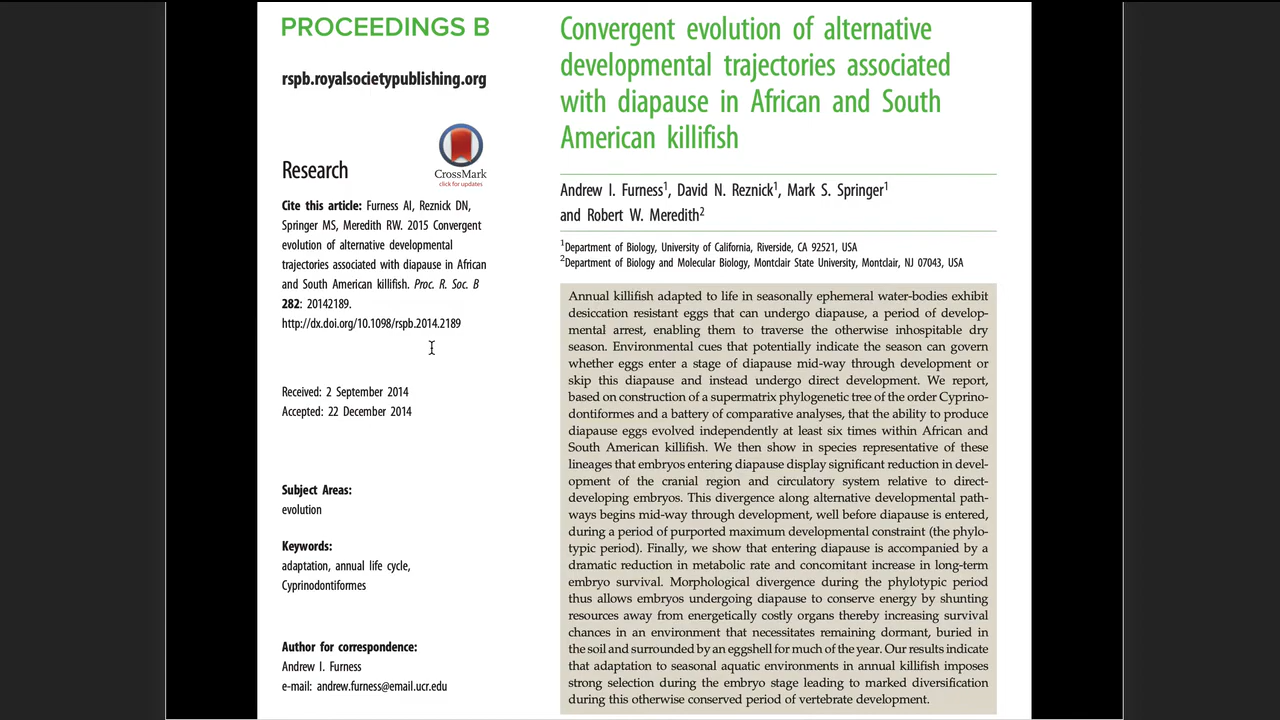 PROCEEDINGS B
rspb.royalsocietypublishing.org
Research
CrossMark
click for updates
Cite this article: Furness AI, Reznick DN,
Springer MS, Meredith RW. 2015 Convergent
evolution of alternative developmental
trajectories associated with diapause in African
and South American killifish. Proc. R. Soc. B
282: 20142189.
http://dx.doi.org/10.1098/rspb.2014.2189
Received: 2 September 2014
Accepted: 22 December 2014
Subject Areas:
evolution
Keywords:
adaptation, annual life cycle,
Cyprinodontiformes
Author for correspondence:
Andrew I. Furness
e-mail: andrew.furness@email.ucr.edu
Convergent evolution of alternative
developmental trajectories associated
with diapause in African and South
American killifish
Andrew I. Furness1, David N. Reznick1, Mark S. Springer1
and Robert W. Meredith2
1Department of Biology, University of California, Riverside, CA 92521, USA
2Department of Biology and Molecular Biology, Montclair State University, Montclair, NJ 07043, USA
Annual killifish adapted to life in seasonally ephemeral water-bodies exhibit
desiccation resistant eggs that can undergo diapause, a period of develop-
mental arrest, enabling them to traverse the otherwise inhospitable dry
season. Environmental cues that potentially indicate the season can govern
whether eggs enter a stage of diapause mid-way through development or
skip this diapause and instead undergo direct development. We report,
based on construction of a supermatrix phylogenetic tree of the order Cyprino-
dontiformes and a battery of comparative analyses, that the ability to produce
diapause eggs evolved independently at least six times within African and
South American killifish. We then show in species representative of these
lineages that embryos entering diapause display significant reduction in devel-
opment of the cranial region and circulatory system relative to direct-
developing embryos. This divergence along alternative developmental path-
ways begins mid-way through development, well before diapause is entered,
during a period of purported maximum developmental constraint (the phylo-
typic period). Finally, we show that entering diapause is accompanied by a
dramatic reduction in metabolic rate and concomitant increase in long-term
embryo survival. Morphological divergence during the phylotypic period
thus allows embryos undergoing diapause to conserve energy by shunting
resources away from energetically costly organs thereby increasing survival
chances in an environment that necessitates remaining dormant, buried in
the soil and surrounded by an eggshell for much of the year. Our results indicate
that adaptation to seasonal aquatic environments in annual killifish imposes
strong selection during the embryo stage leading to marked diversification
during this otherwise conserved period of vertebrate development.